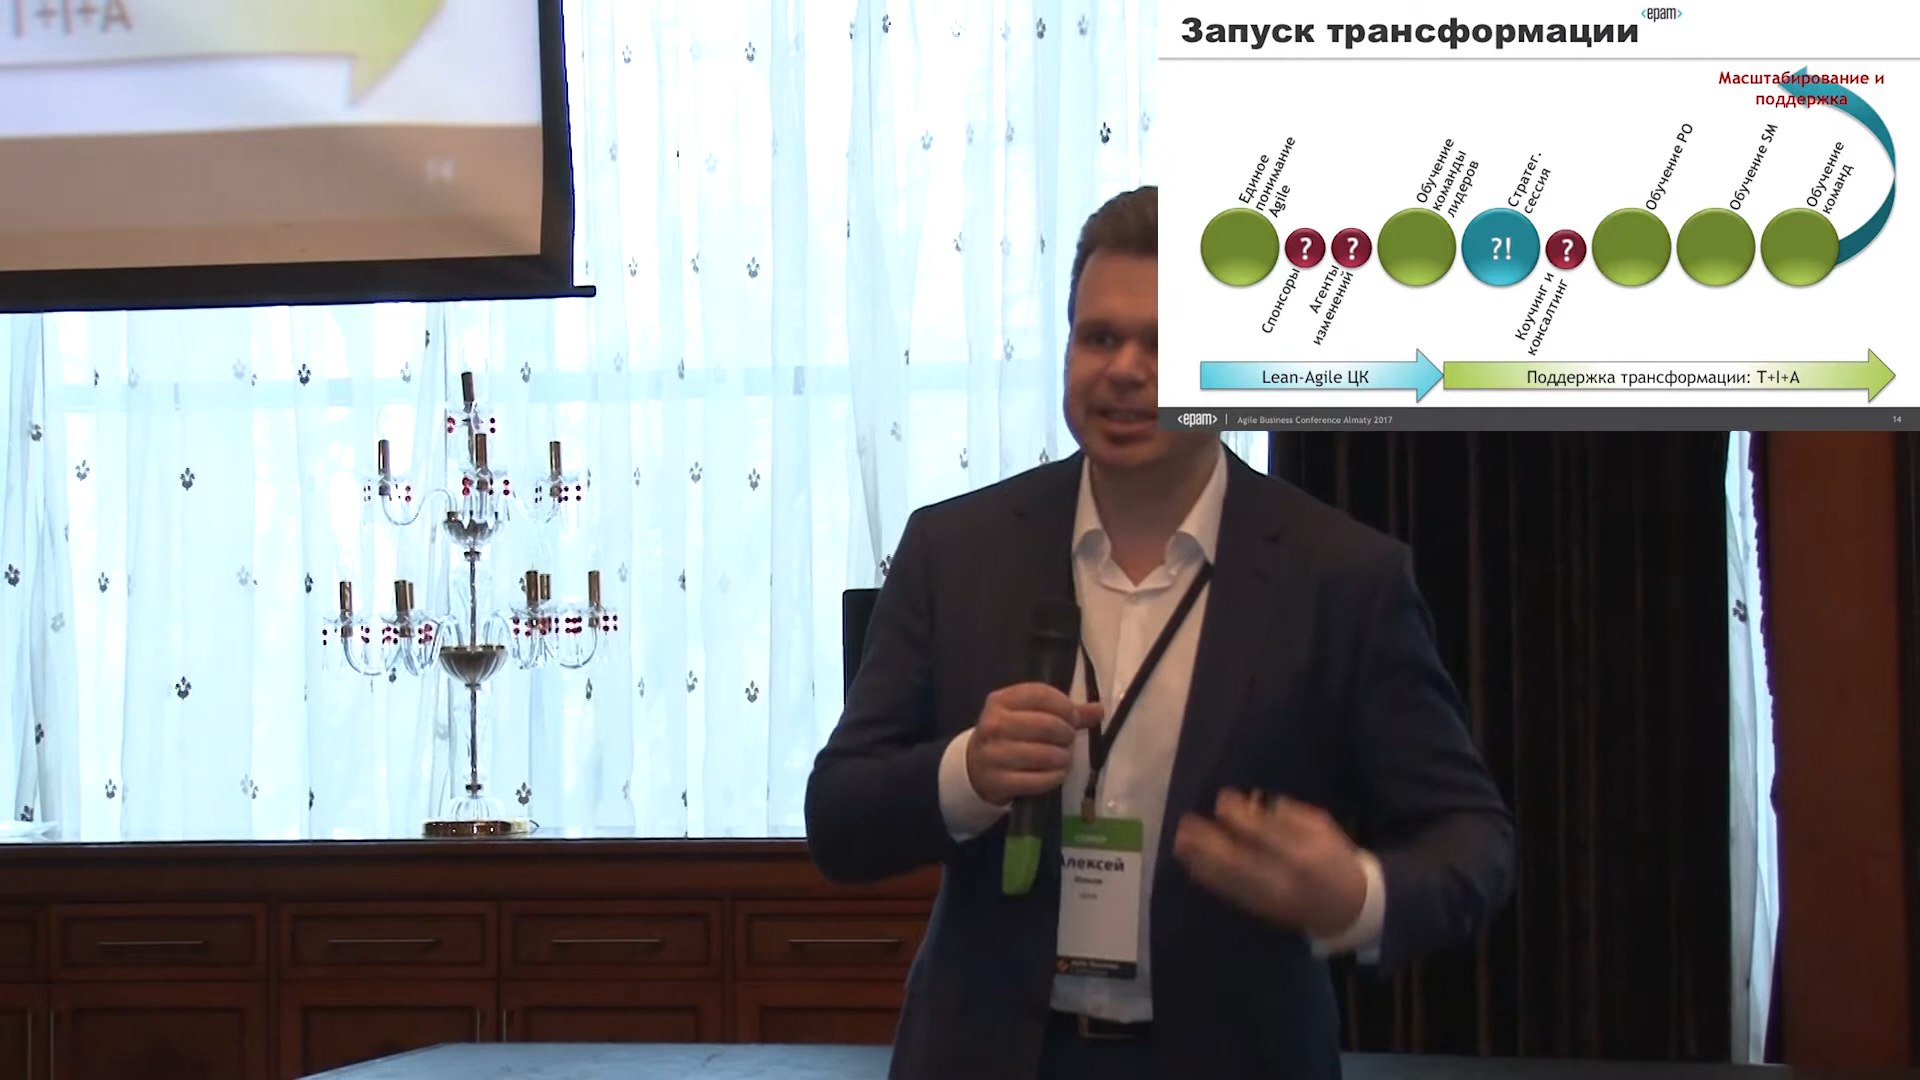 T+I+A
14
<epam>
Запуск трансформации
Масштабирование и
поддержка
Единое
понимание
Agile
?
Спонсоры
?
Агенты
изменений
Обучение
команды
лидеров
?!
Стратег.
сессия
?
Коучинг и
консалтинг
Обучение PO
Обучение SM
Обучение
команд
Lean-Agile ЦК
Поддержка трансформации: T+I+A
<epam> | Agile Business Conference Almaty 2017
14
Алексей